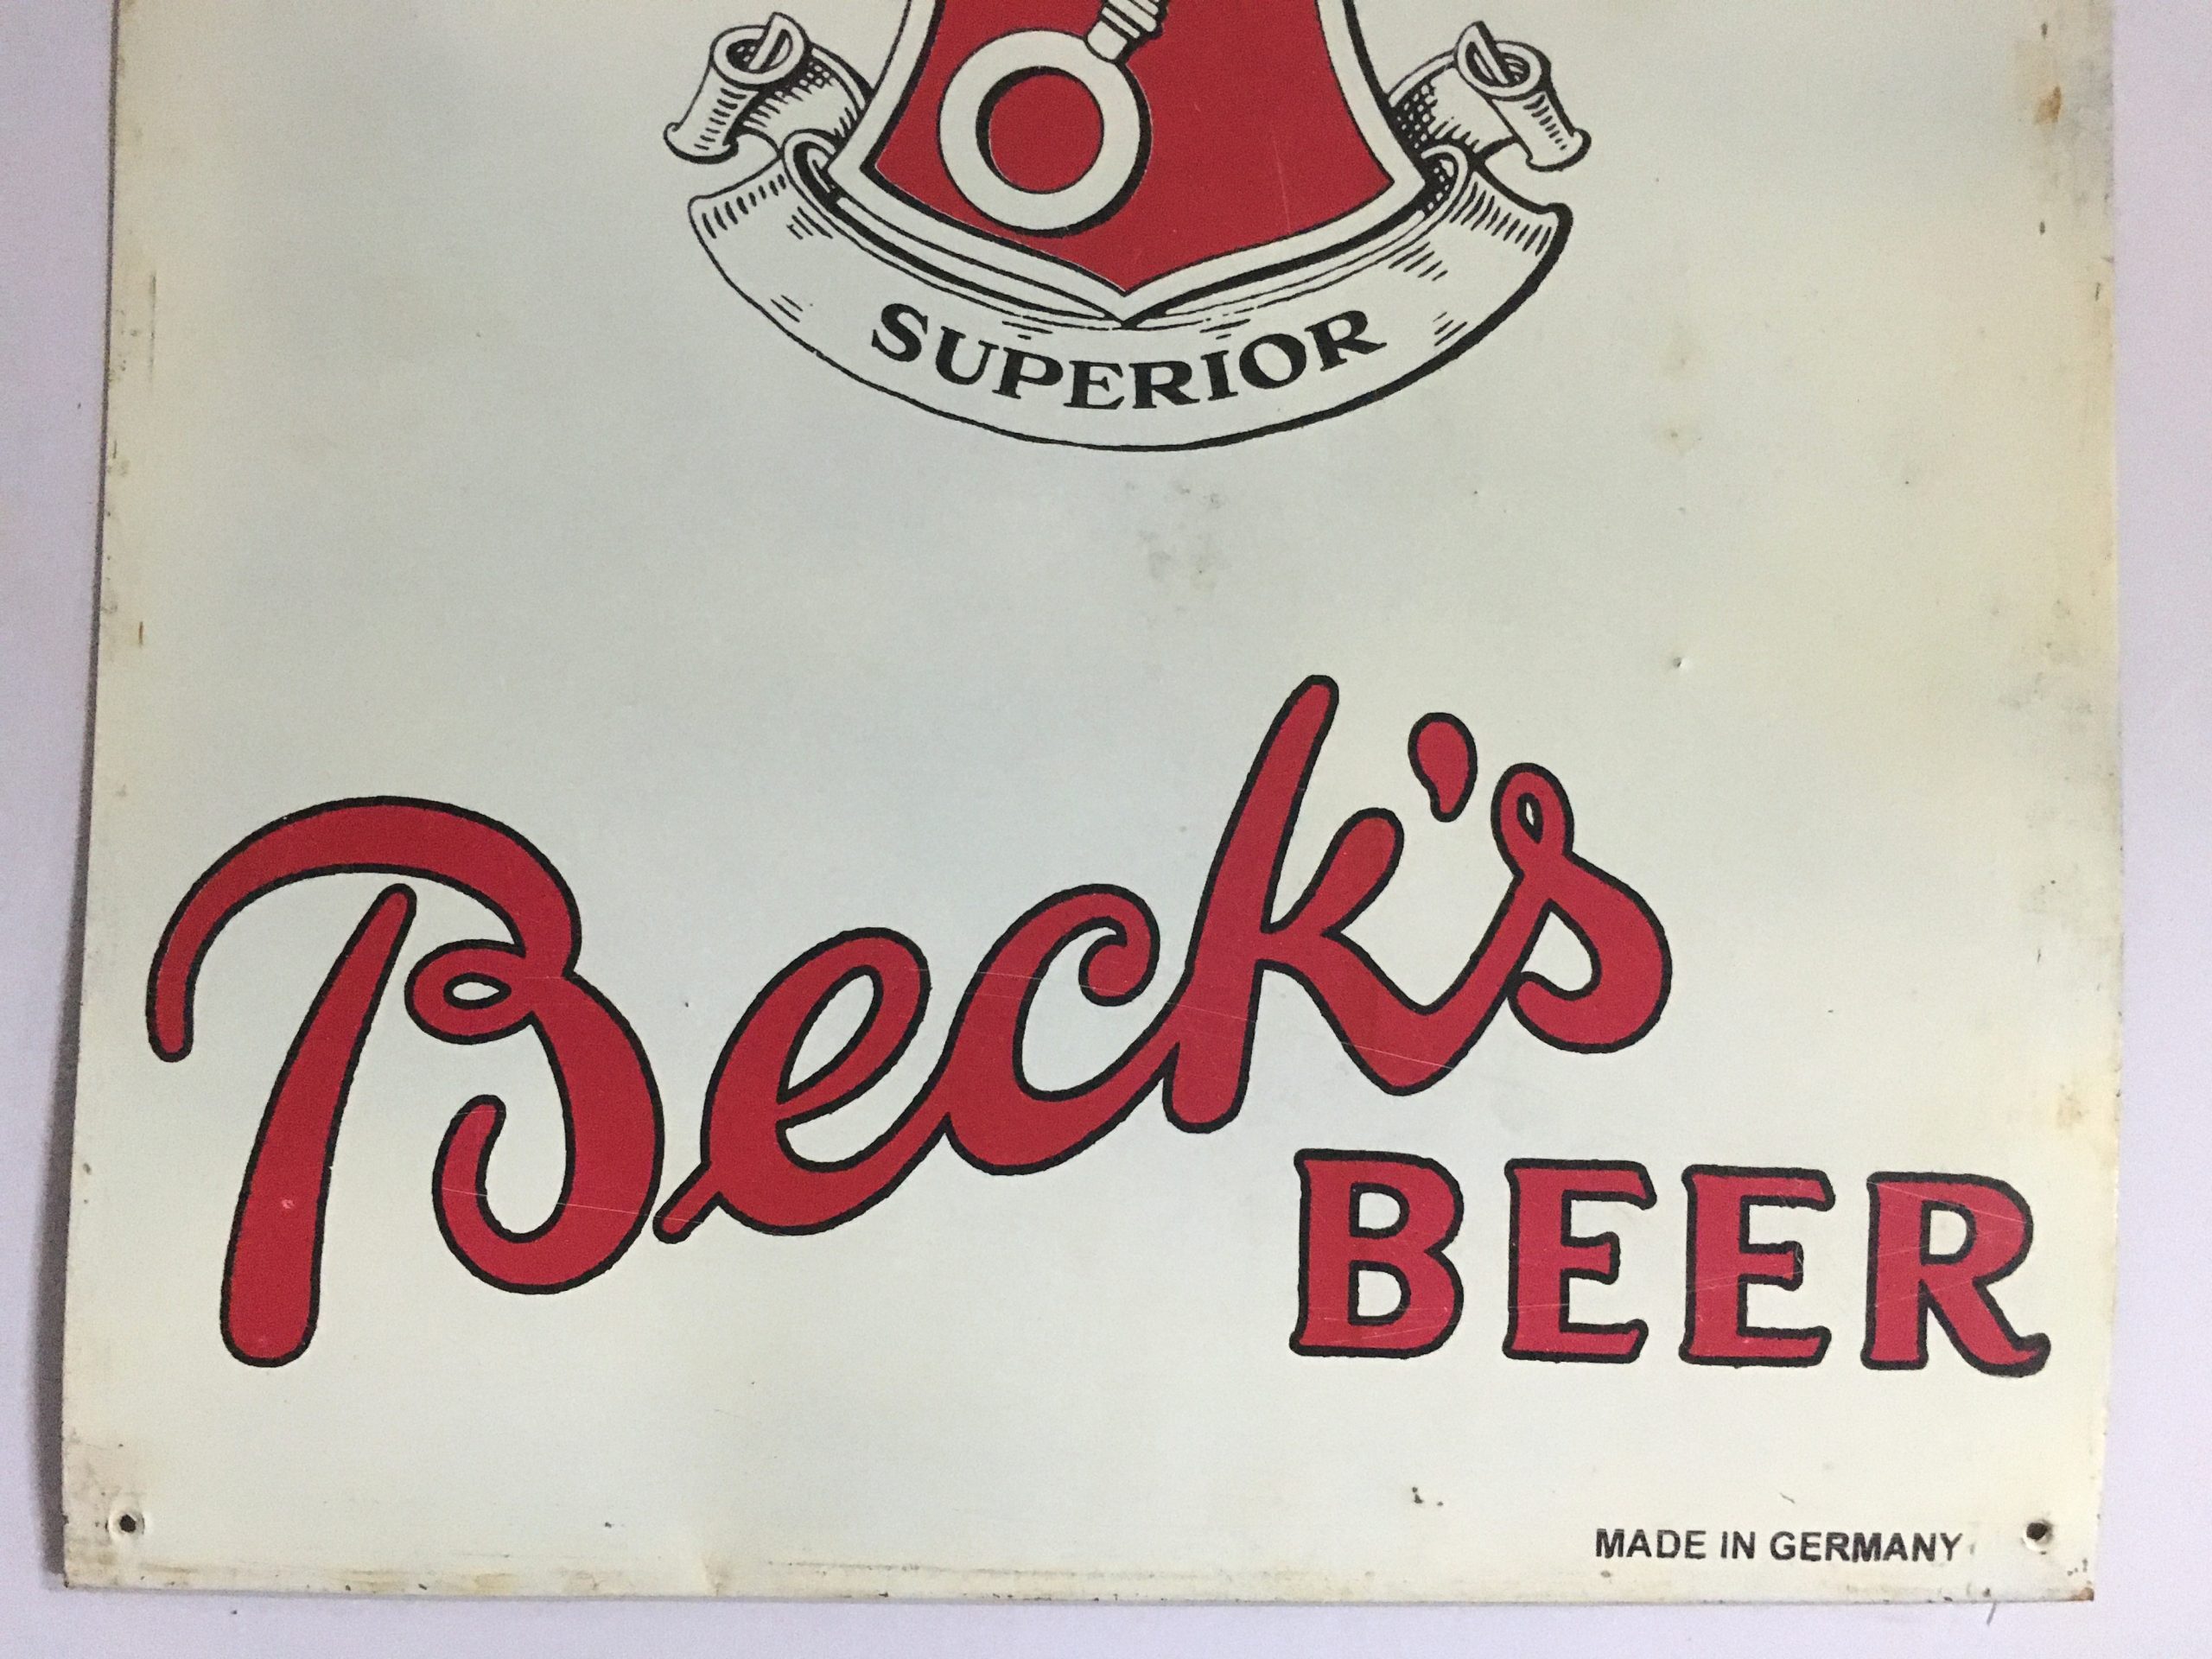 SUPERIOR
Beck's
BEER
MADE IN GERMANY